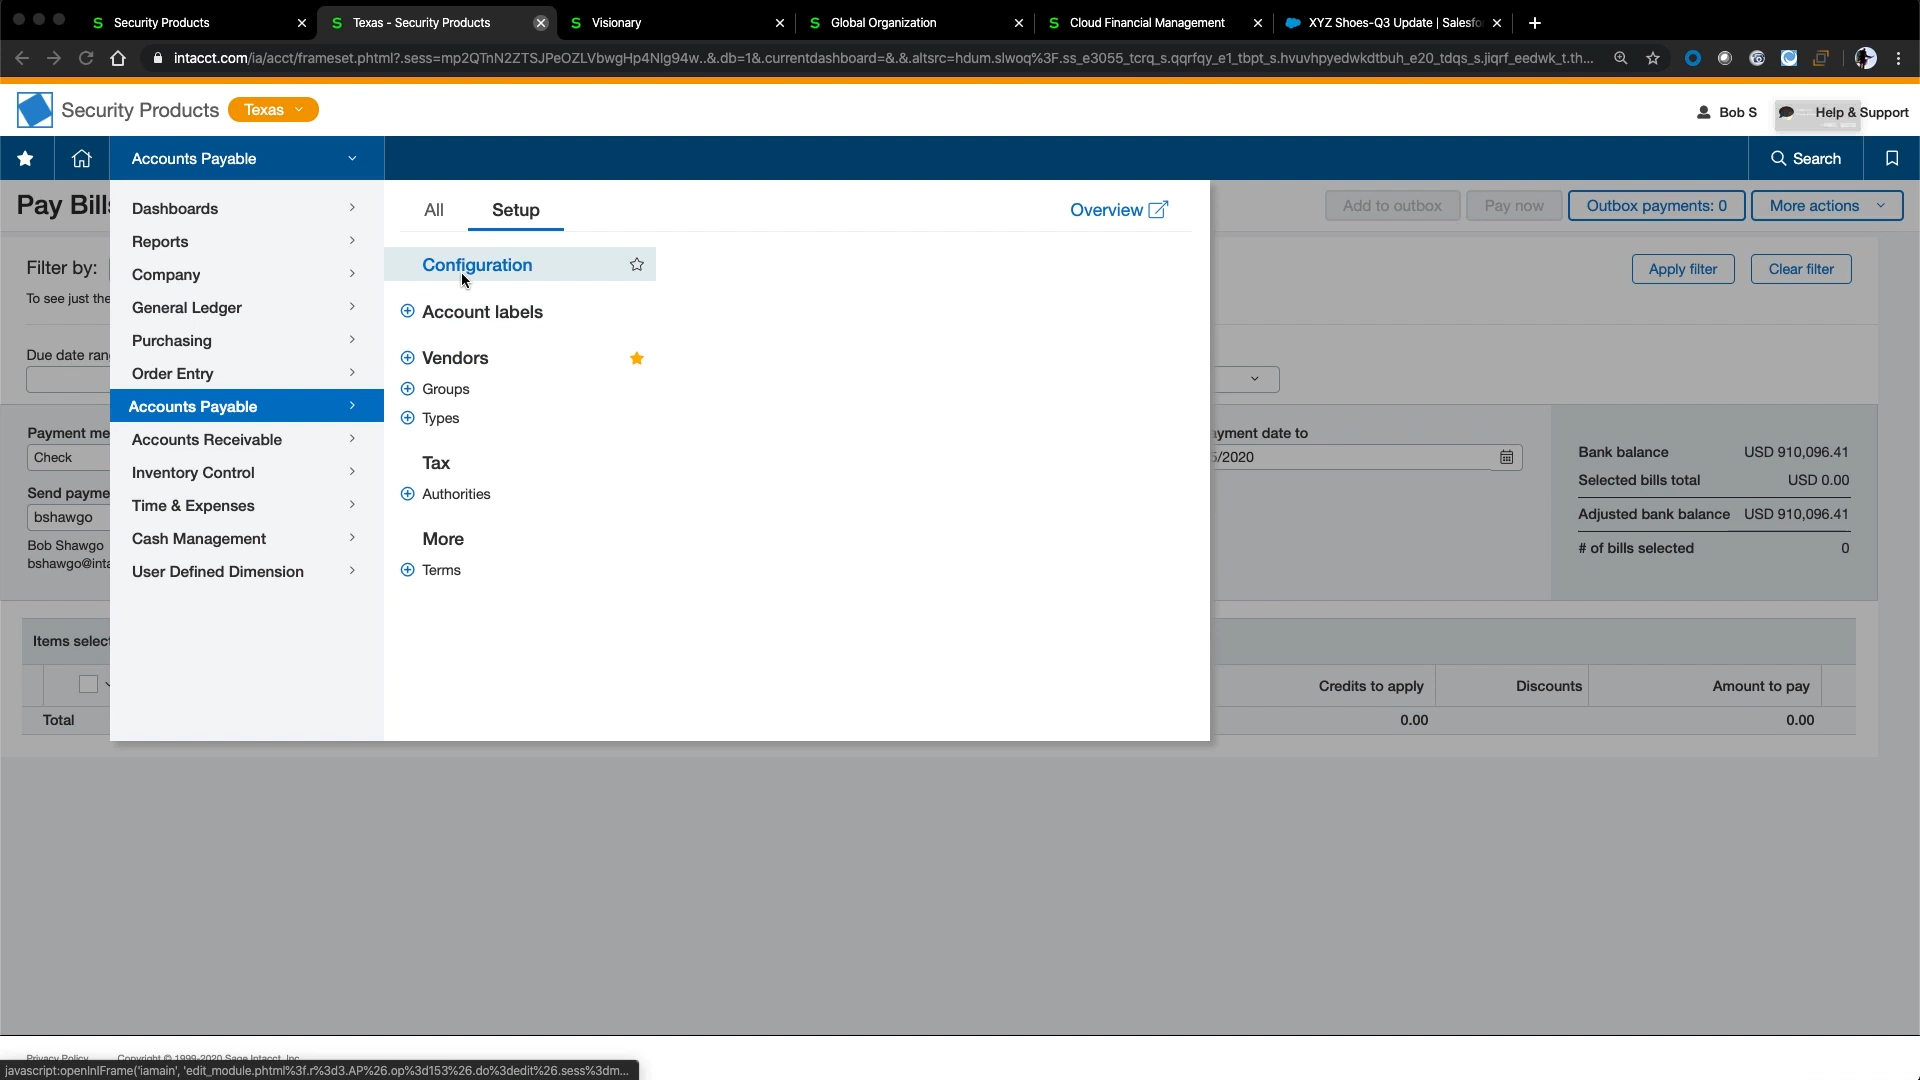 Security Products
Texas - Security Products
Visionary
Global Organization
Cloud Financial Management
XYZ Shoes-Q3 Update | Salesfo
intacct.com/ia/acct/frameset.phtml?.sess=mp2QTnN2ZTSJPeOZLVbwgHp4NIg94w..&.db=1&.currentdashboard=&.&.altsrc=hdum.slwoq%3F.ss_e3055_tcrq_s.qqrfqy_e1_tbpt_s.hvuvhpyedwkdtbuh_e20_tdqs_s.jiqrf_eedwk_t.th...
Security Products
Texas
Bob S
Help & Support
Accounts Payable
Search
Pay Bills
Add to outbox
Pay now
Outbox payments: 0
More actions
Dashboards
Reports
Company
General Ledger
Purchasing
Order Entry
Accounts Payable
Accounts Receivable
Inventory Control
Time & Expenses
Cash Management
User Defined Dimension
All
Setup
Overview
Configuration
Account labels
Vendors
Groups
Types
Tax
Authorities
More
Terms
Filter by:
To see just the
Apply filter
Clear filter
Due date ran
Payment me
Check
Send payme
bshawgo
Bob Shawgo
bshawgo@inta
ayment date to
5/2020
Bank balance USD 910,096.41
Selected bills total USD 0.00
Adjusted bank balance USD 910,096.41
# of bills selected 0
Items select
Credits to apply
Discounts
Amount to pay
Total
0.00
0.00
Privacy Policy
Copyright © 1999-2020 Sage Intacct, Inc.
javascript:openInIFrame('iamain', 'edit_module.phtml%3f.r%3d3.AP%26.op%3d153%26.do%3dedit%26.sess%3dm...